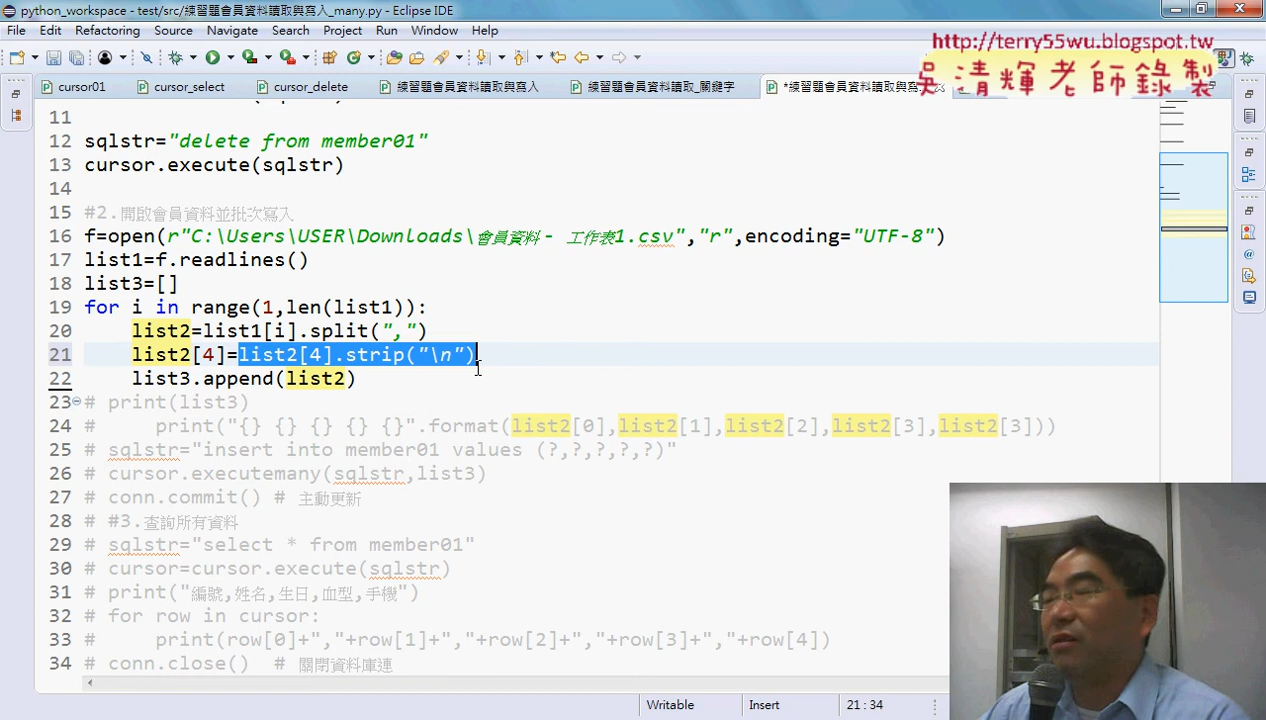 python_workspace - test/src/練習題會員資料讀取與寫入_many.py - Eclipse IDE
File Edit Refactoring Source Navigate Search Project Run Window Help
http://terry55wu.blogspot.tw
吳清輝老師錄製
cursor01 cursor_select cursor_delete 練習題會員資料讀取與寫入 練習題會員資料讀取_關鍵字 *練習題會員資料讀取與寫
11
12 sqlstr="delete from member01"
13 cursor.execute(sqlstr)
14
15 #2.開啟會員資料並批次寫入
16 f=open(r"C:\Users\USER\Downloads\會員資料 - 工作表1.csv","r",encoding="UTF-8")
17 list1=f.readlines()
18 list3=[]
19 for i in range(1,len(list1)):
20 list2=list1[i].split(",")
21 list2[4]=list2[4].strip("\n")
22 list3.append(list2)
23 # print(list3)
24 # print("{} {} {} {} {}".format(list2[0],list2[1],list2[2],list2[3],list2[3]))
25 # sqlstr="insert into member01 values (?,?,?,?,?)"
26 # cursor.executemany(sqlstr,list3)
27 # conn.commit() # 主動更新
28 # #3.查詢所有資料
29 # sqlstr="select * from member01"
30 # cursor=cursor.execute(sqlstr)
31 # print("編號,姓名,生日,血型,手機")
32 # for row in cursor:
33 # print(row[0]+","+row[1]+","+row[2]+","+row[3]+","+row[4])
34 # conn.close() # 關閉資料庫連
Writable Insert 21 : 34